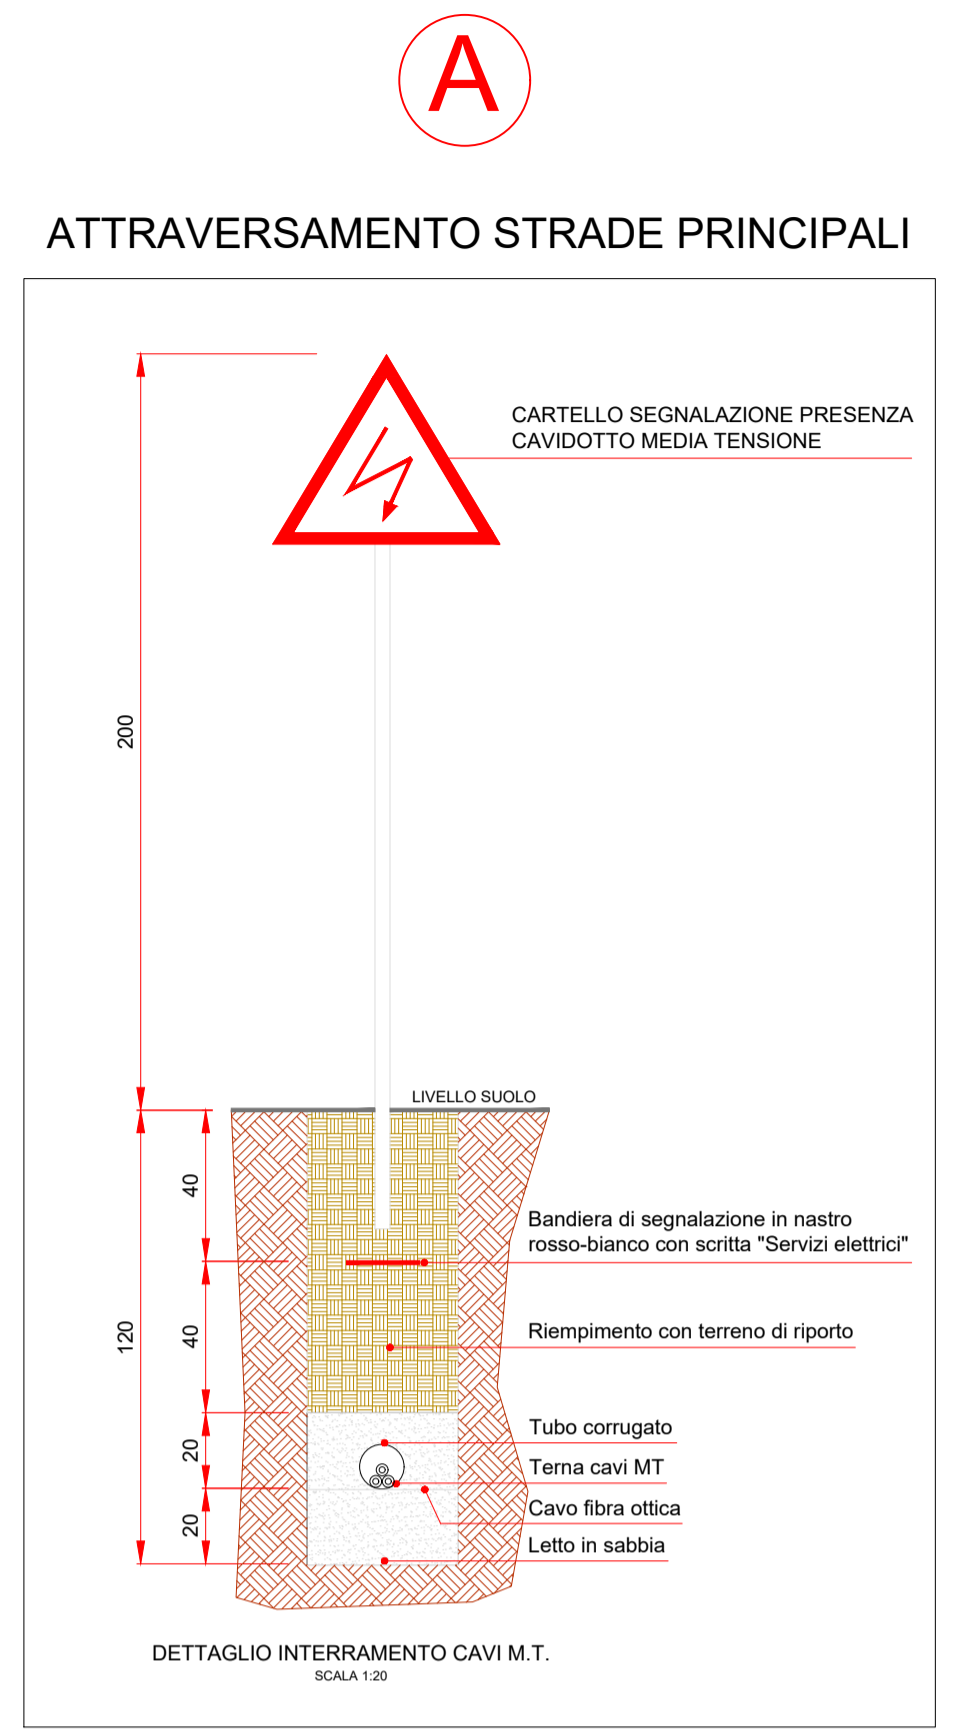 A
ATTRAVERSAMENTO STRADE PRINCIPALI
CARTELLO SEGNALAZIONE PRESENZA
CAVIDOTTO MEDIA TENSIONE
200
LIVELLO SUOLO
40
Bandiera di segnalazione in nastro
rosso-bianco con scritta "Servizi elettrici"
120
40
Riempimento con terreno di riporto
Tubo corrugato
20
Terna cavi MT
Cavo fibra ottica
20
Letto in sabbia
DETTAGLIO INTERRAMENTO CAVI M.T.
SCALA 1:20